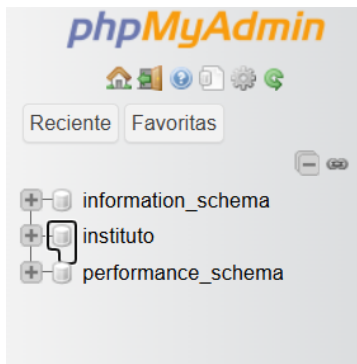 phpMyAdmin
Reciente Favoritas
information_schema
instituto
performance_schema